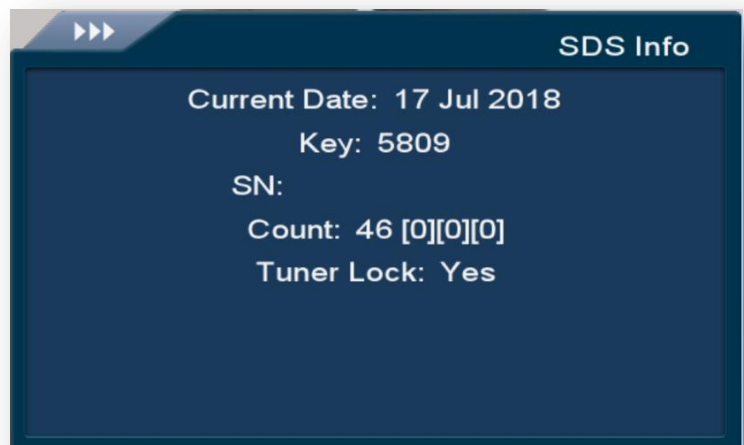 SDS Info
Current Date: 17 Jul 2018
Key: 5809
SN:
Count: 46 [0][0][0]
Tuner Lock: Yes